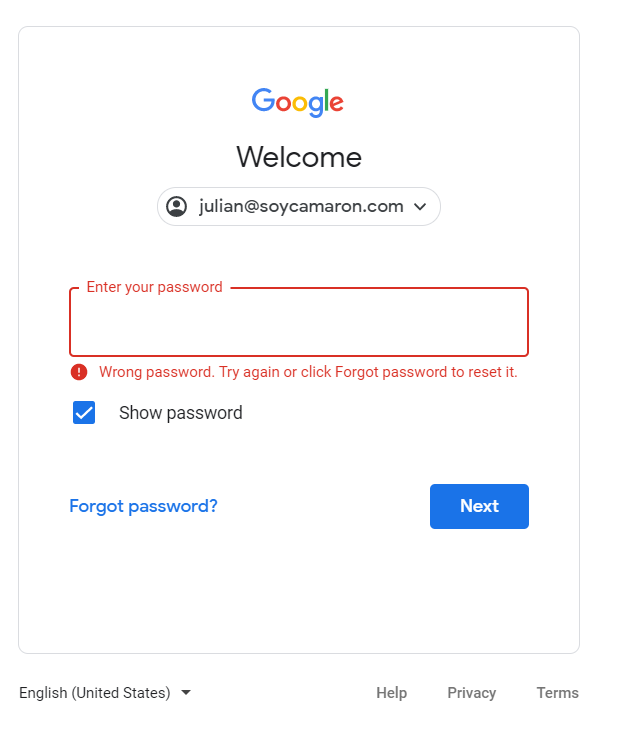 Google
Welcome
julian@soycamaron.com
Enter your password
Wrong password. Try again or click Forgot password to reset it.
Show password
Forgot password?
Next
English (United States)
Help
Privacy
Terms